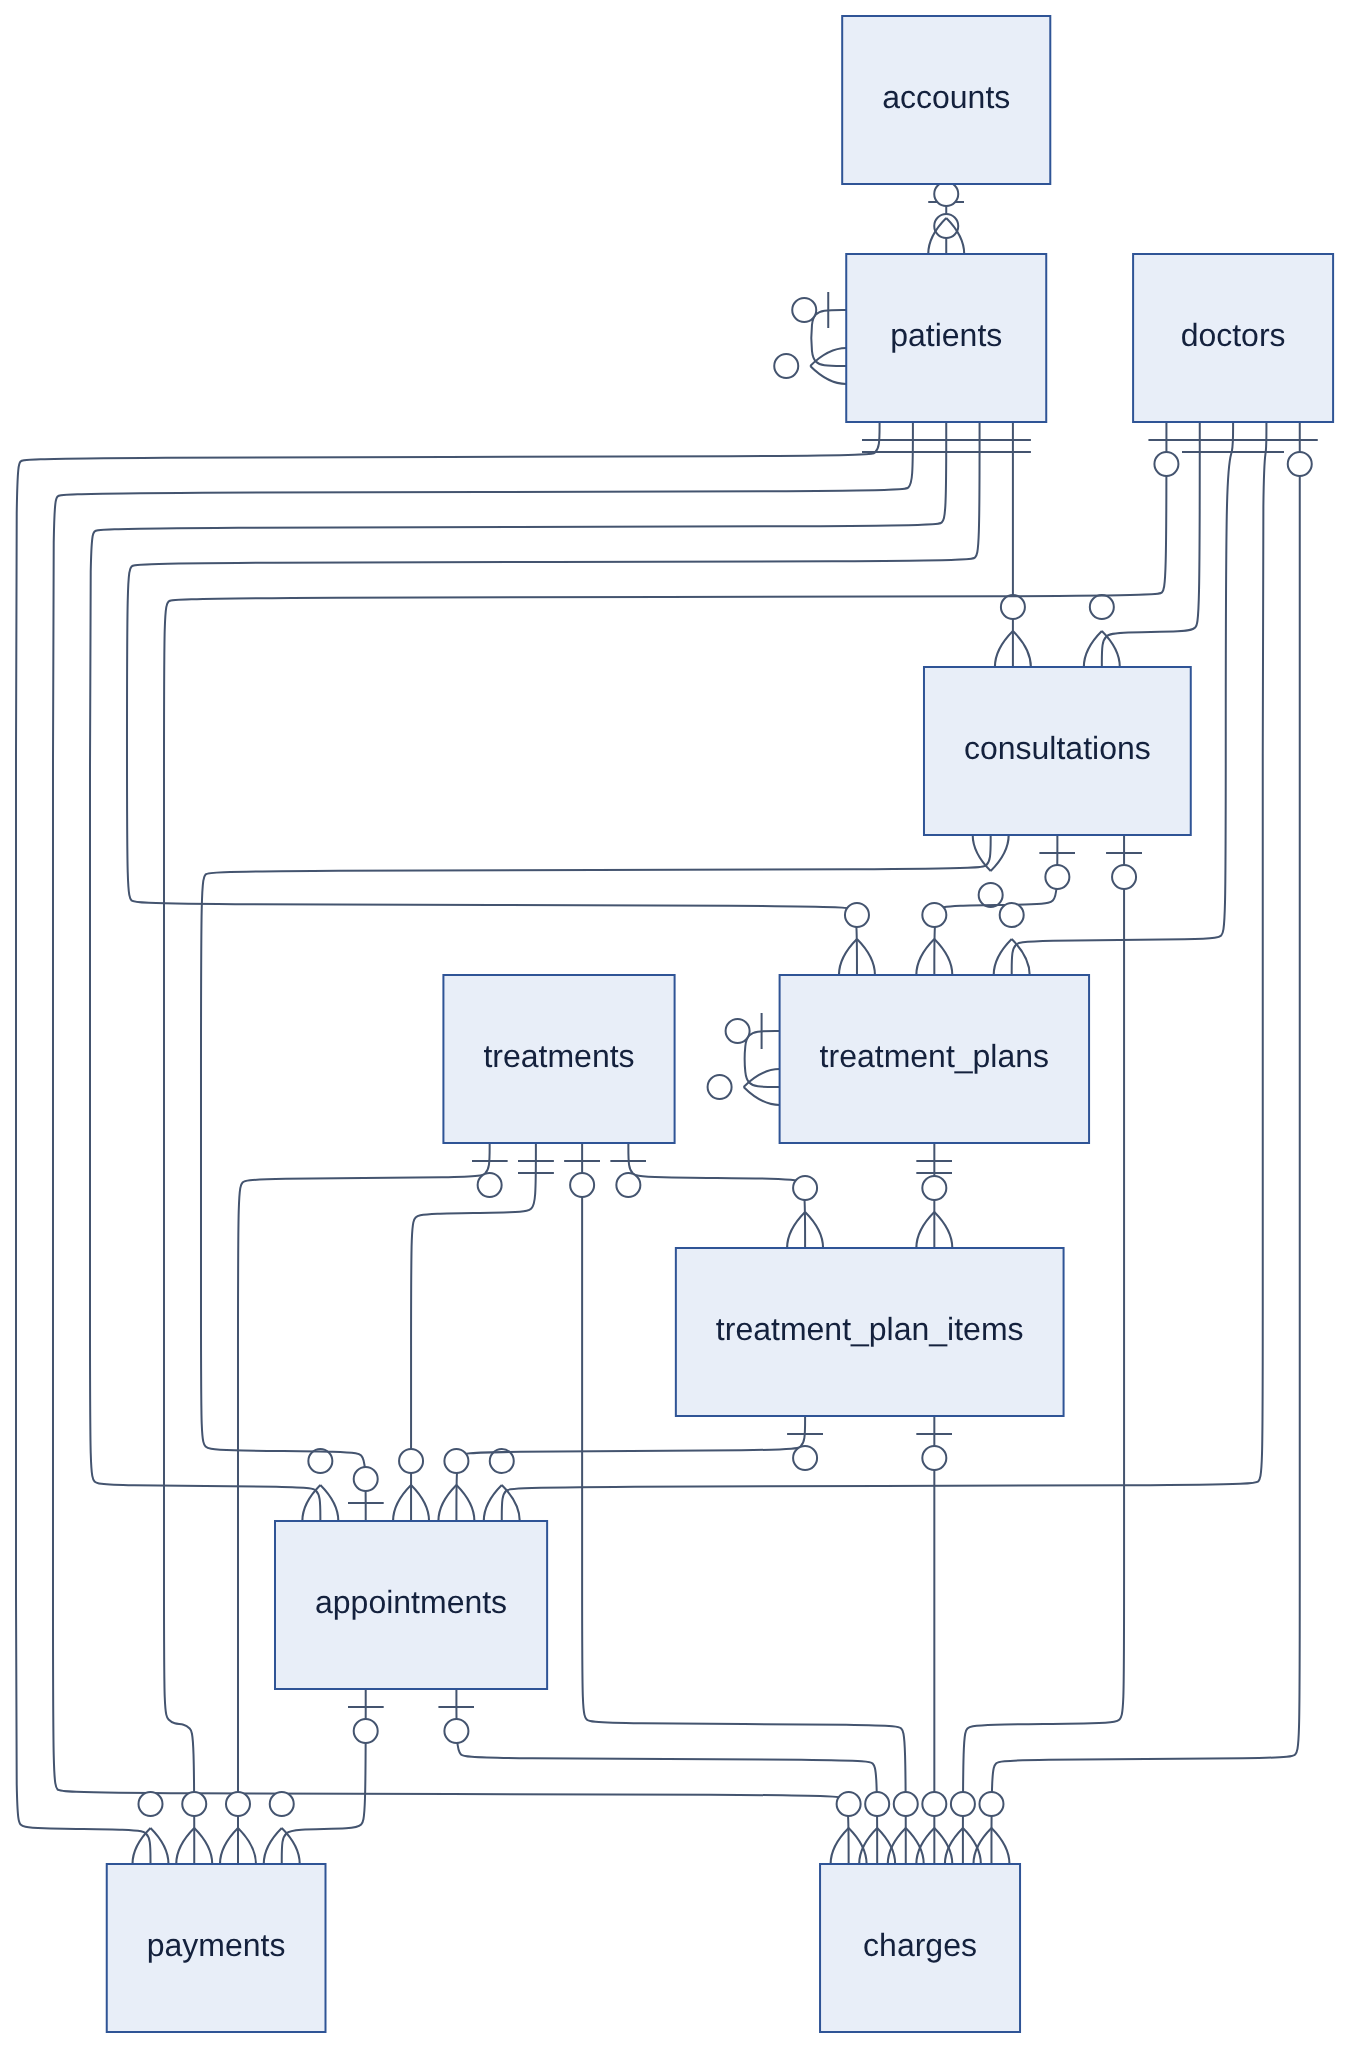 accounts
patients
doctors
consultations
treatments
treatment_plans
treatment_plan_items
appointments
payments
charges